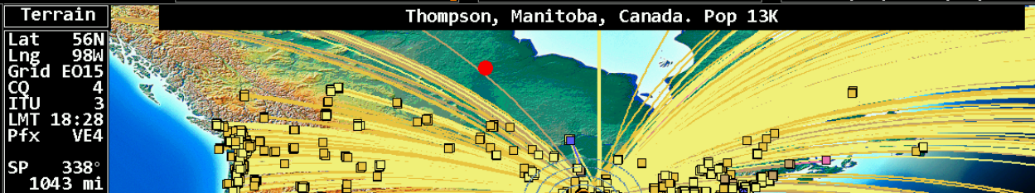 Terrain
Thompson, Manitoba, Canada. Pop 13K
Lat 56N
Lng 98W
Grid EO15
CQ 4
ITU 3
LMT 18:28
Pfx VE4
SP 338°
1043 mi